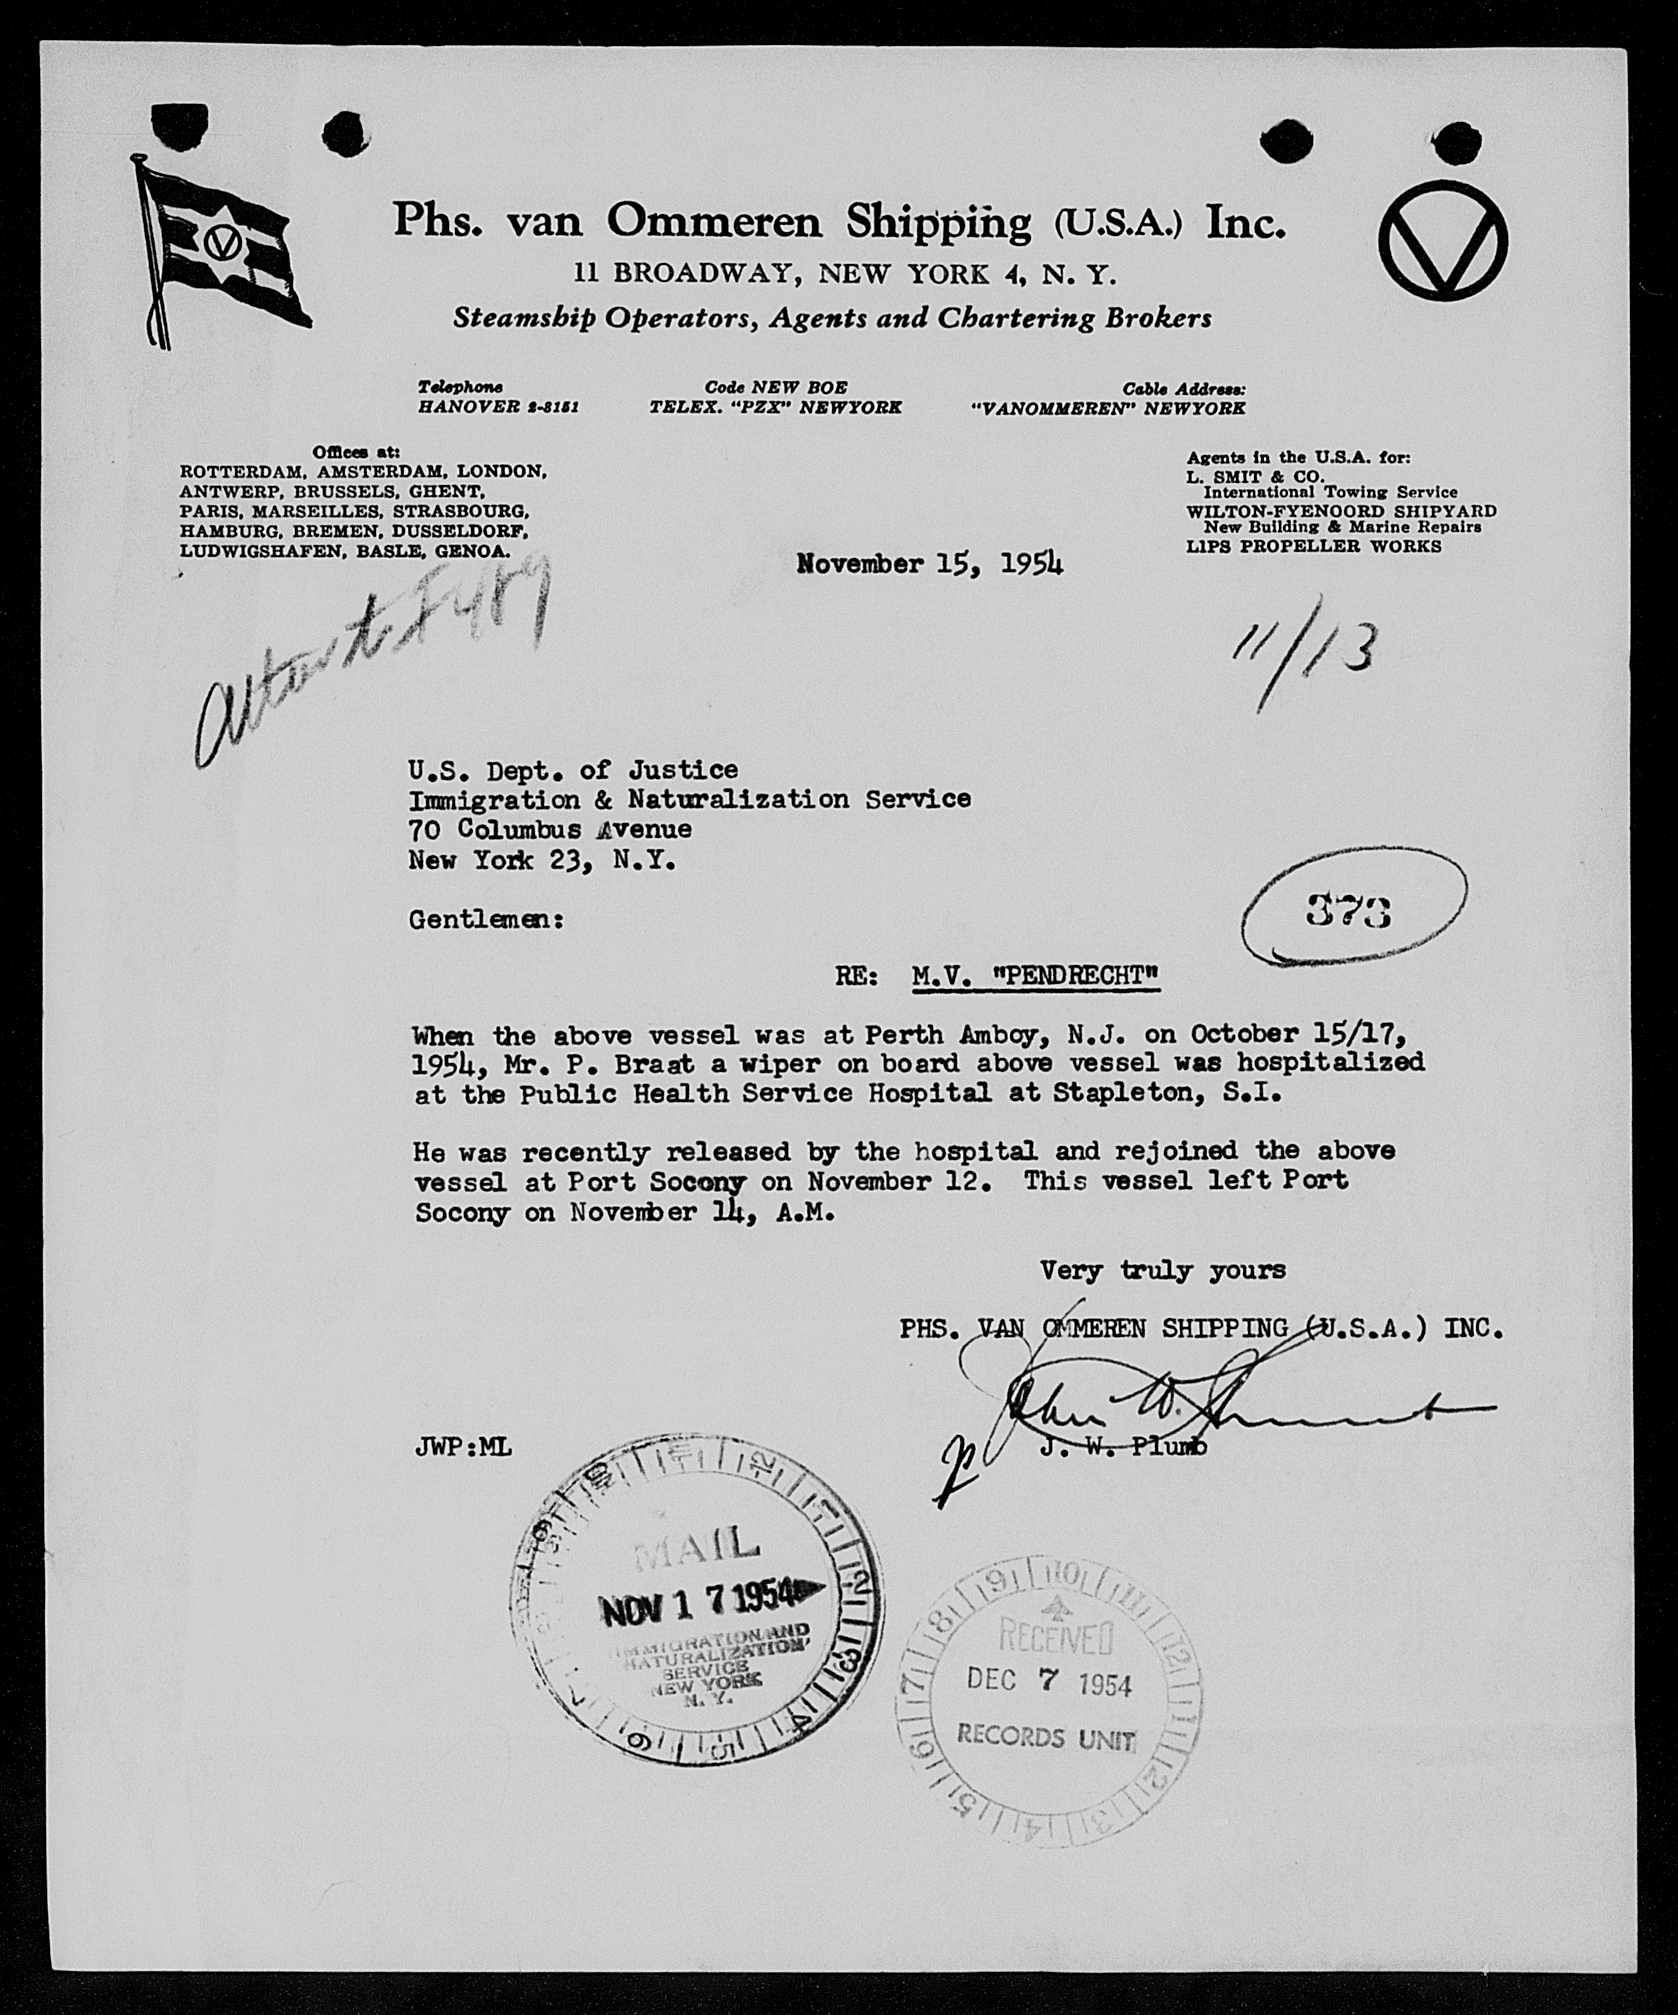 Phs. van Ommeren Shipping (U.S.A.) Inc.
11 BROADWAY, NEW YORK 4, N. Y.
Steamship Operators, Agents and Chartering Brokers
Telephone
HANOVER 2-8151
Code NEW BOE
TELEX. "PZX" NEWYORK
Cable Address:
"VANOMMEREN" NEWYORK
Offices at:
ROTTERDAM, AMSTERDAM, LONDON,
ANTWERP, BRUSSELS, GHENT,
PARIS, MARSEILLES, STRASBOURG,
HAMBURG, BREMEN, DUSSELDORF,
LUDWIGSHAFEN, BASLE, GENOA.
Agents in the U.S.A. for:
L. SMIT & CO.
International Towing Service
WILTON-FYENOORD SHIPYARD
New Building & Marine Repairs
LIPS PROPELLER WORKS
November 15, 1954
11/13
U.S. Dept. of Justice
Immigration & Naturalization Service
70 Columbus Avenue
New York 23, N.Y.
373
Gentlemen:
RE: M.V. "PENDRECHT"
When the above vessel was at Perth Amboy, N.J. on October 15/17,
1954, Mr. P. Braat a wiper on board above vessel was hospitalized
at the Public Health Service Hospital at Stapleton, S.I.
He was recently released by the hospital and rejoined the above
vessel at Port Socony on November 12. This vessel left Port
Socony on November 14, A.M.
Very truly yours
PHS. VAN OMMEREN SHIPPING (U.S.A.) INC.
John W. Plumb
JWP:ML
J. W. Plumb
MAIL
NOV 17 1954
IMMIGRATION AND
NATURALIZATION
SERVICE
NEW YORK
N. Y.
RECEIVED
DEC 7 1954
RECORDS UNIT